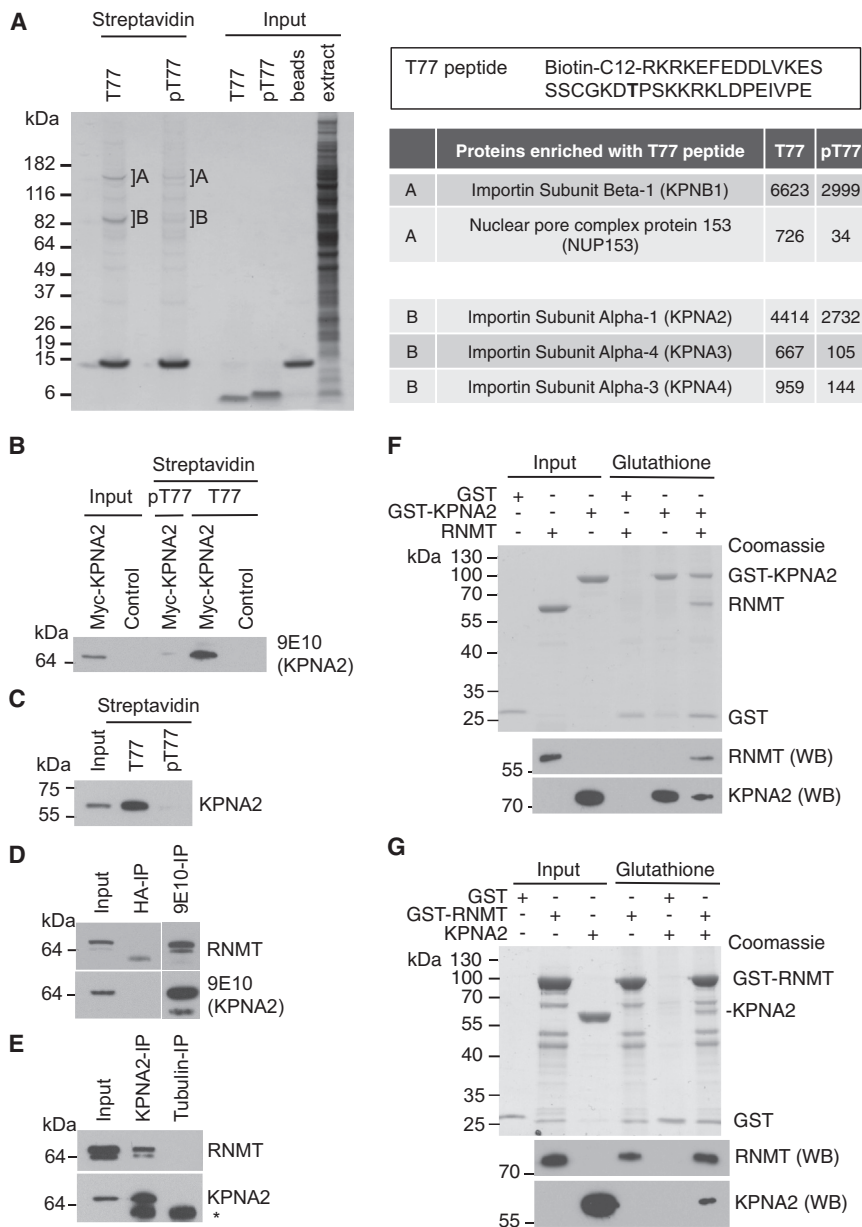 A
Streptavidin Input
T77 pT77 T77 pT77 beads extract
kDa
182
116
82
64
49
37
26
19
15
6
]A ]A
]B ]B
T77 peptide Biotin-C12-RKRKEFEDDLVKES
SSCGKDTPSKKRKLDPEIVPE
Proteins enriched with T77 peptide T77 pT77
A Importin Subunit Beta-1 (KPNB1) 6623 2999
A Nuclear pore complex protein 153 (NUP153) 726 34
B Importin Subunit Alpha-1 (KPNA2) 4414 2732
B Importin Subunit Alpha-4 (KPNA3) 667 105
B Importin Subunit Alpha-3 (KPNA4) 959 144
B
Streptavidin
Input pT77 T77
Myc-KPNA2 Control Myc-KPNA2 Myc-KPNA2 Control
kDa
64
9E10
(KPNA2)
C
Streptavidin
Input T77 pT77
kDa
75
55
KPNA2
D
Input HA-IP 9E10-IP
kDa
64
RNMT
64
9E10
(KPNA2)
E
Input KPNA2-IP Tubulin-IP
kDa
64
RNMT
64
KPNA2
*
F
Input Glutathione
GST + - - + - -
GST-KPNA2 - - + - + +
RNMT - + - + - +
kDa
Coomassie
130
100
70
55
40
35
25
GST-KPNA2
RNMT
GST
55
RNMT (WB)
70
KPNA2 (WB)
G
Input Glutathione
GST + - - - + -
GST-RNMT - + - + - +
KPNA2 - - + - + +
Coomassie
kDa
130
100
70
55
40
35
25
GST-RNMT
-KPNA2
GST
70
RNMT (WB)
55
KPNA2 (WB)